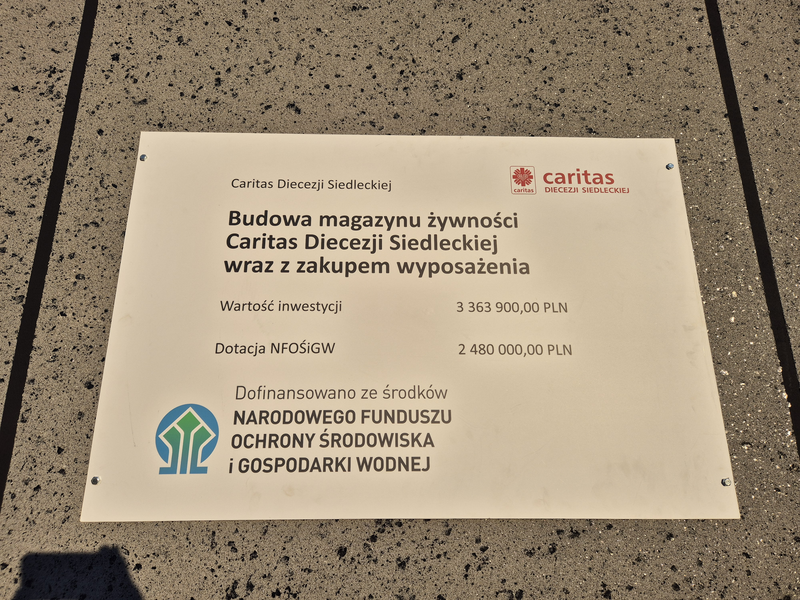 Caritas Diecezji Siedleckiej
caritas
caritas
DIECEZJI SIEDLECKIEJ
Budowa magazynu żywności
Caritas Diecezji Siedleckiej
wraz z zakupem wyposażenia
Wartość inwestycji 3 363 900,00 PLN
Dotacja NFOŚiGW 2 480 000,00 PLN
Dofinansowano ze środków
NARODOWEGO FUNDUSZU
OCHRONY ŚRODOWISKA
i GOSPODARKI WODNEJ